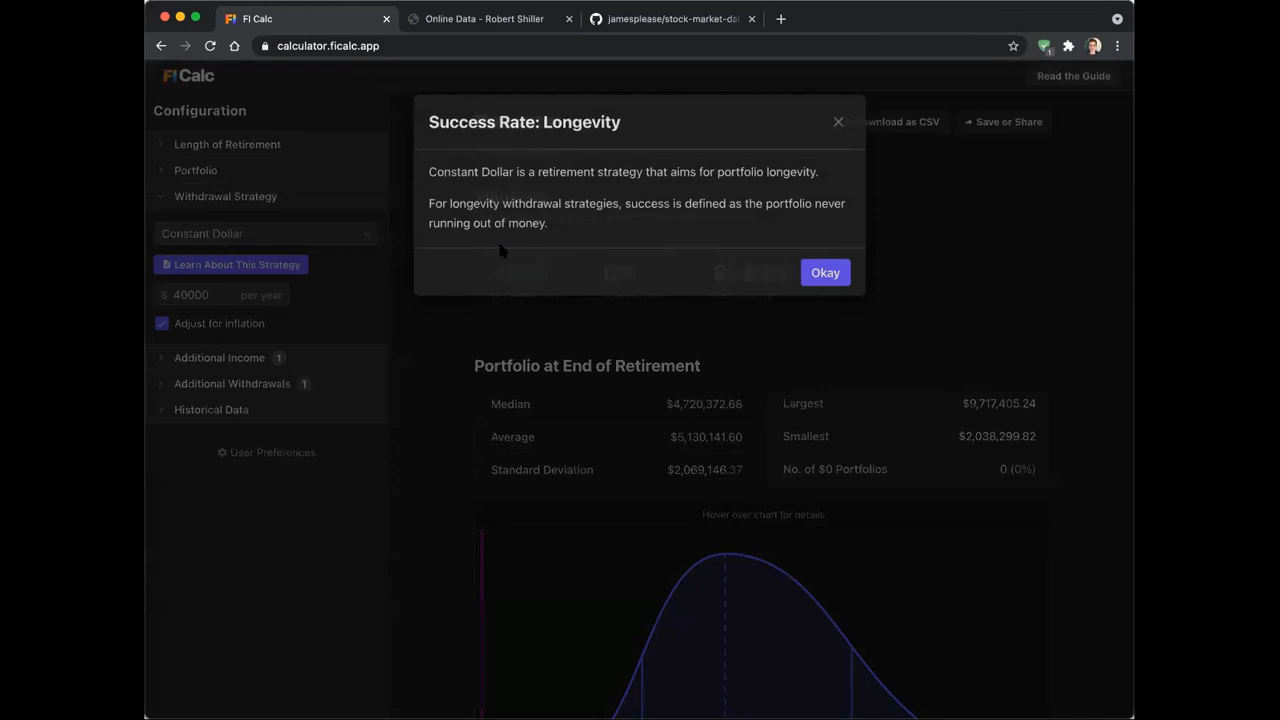 FI Calc
Online Data - Robert Shiller
jamesplease/stock-market-da
calculator.ficalc.app
1
FI Calc
Read the Guide
Configuration
Length of Retirement
Portfolio
Withdrawal Strategy
Constant Dollar
Learn About This Strategy
$ 40000 per year
Adjust for inflation
Additional Income 1
Additional Withdrawals 1
Historical Data
User Preferences
wnload as CSV
Save or Share
Success Rate: Longevity
Constant Dollar is a retirement strategy that aims for portfolio longevity.
For longevity withdrawal strategies, success is defined as the portfolio never
running out of money.
Okay
Portfolio at End of Retirement
Median $4,720,372.68
Largest $9,717,405.24
Average $5,130,141.60
Smallest $2,038,299.82
Standard Deviation $2,069,146.37
No. of $0 Portfolios 0 (0%)
Hover over chart for details